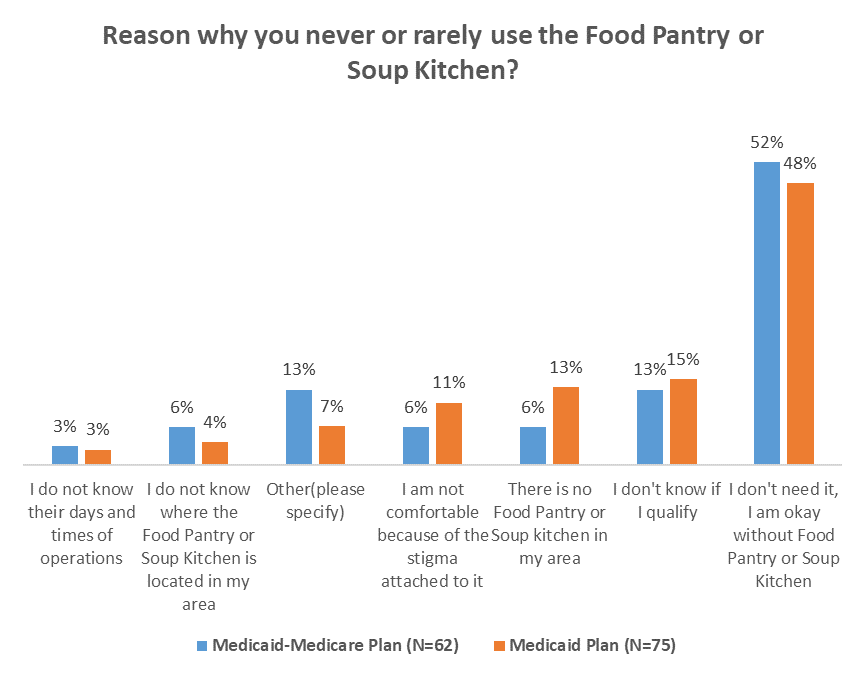 Reason why you never or rarely use the Food Pantry or
Soup Kitchen?
3%
3%
6%
4%
13%
7%
6%
11%
6%
13%
13%
15%
52%
48%
I do not know
their days and
times of
operations
I do not know
where the
Food Pantry or
Soup Kitchen is
located in my
area
Other(please
specify)
I am not
comfortable
because of the
stigma
attached to it
There is no
Food Pantry or
Soup kitchen in
my area
I don't know if
I qualify
I don't need it,
I am okay
without Food
Pantry or Soup
Kitchen
Medicaid-Medicare Plan (N=62)
Medicaid Plan (N=75)